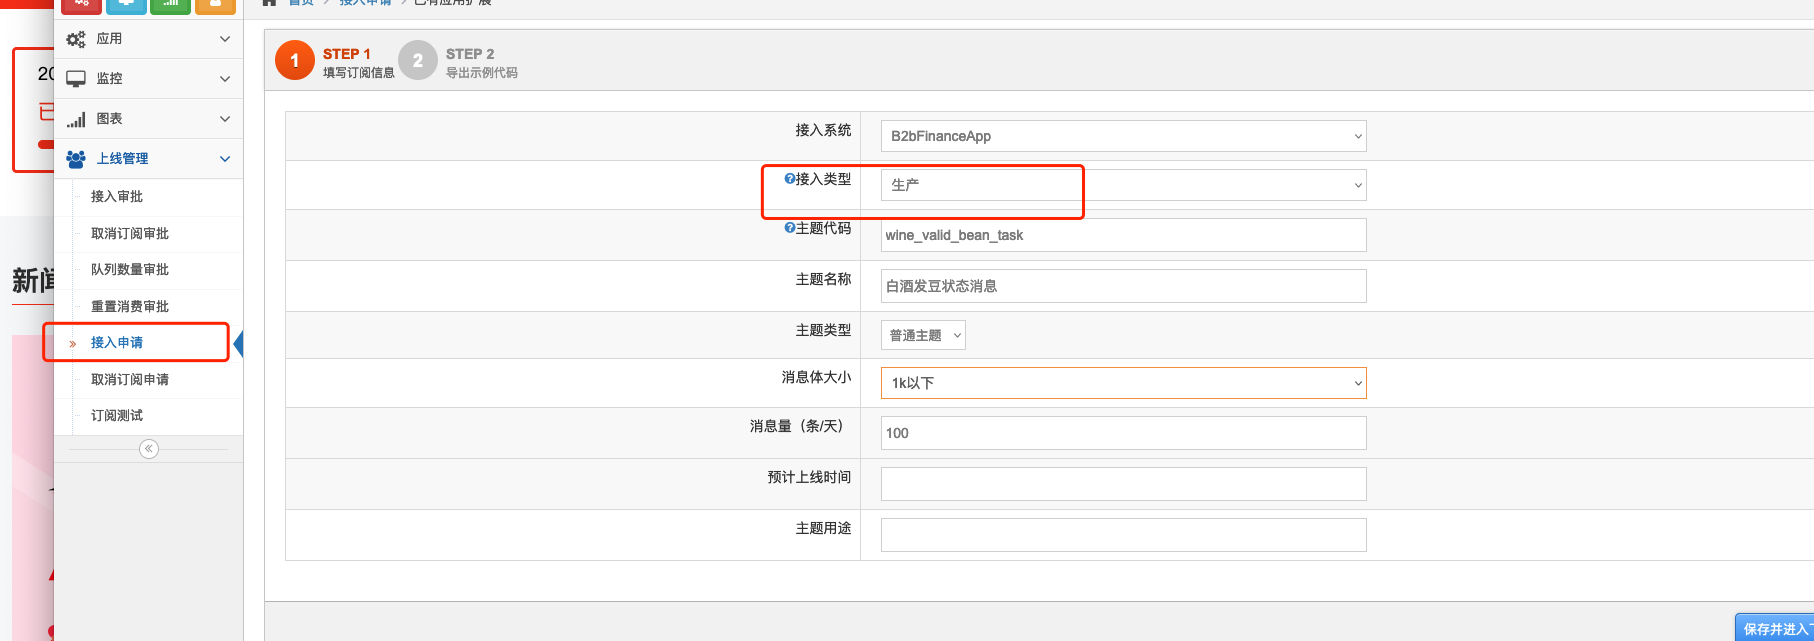 首页 接入申请 已有应用扩展
应用
监控
图表
上线管理
接入审批
取消订阅审批
队列数量审批
重置消费审批
接入申请
取消订阅申请
订阅测试
20
新闻
1 STEP 1
填写订阅信息
2 STEP 2
导出示例代码
接入系统 B2bFinanceApp
接入类型 生产
主题代码 wine_valid_bean_task
主题名称 白酒发豆状态消息
主题类型 普通主题
消息体大小 1k以下
消息量（条/天） 100
预计上线时间
主题用途
保存并进入